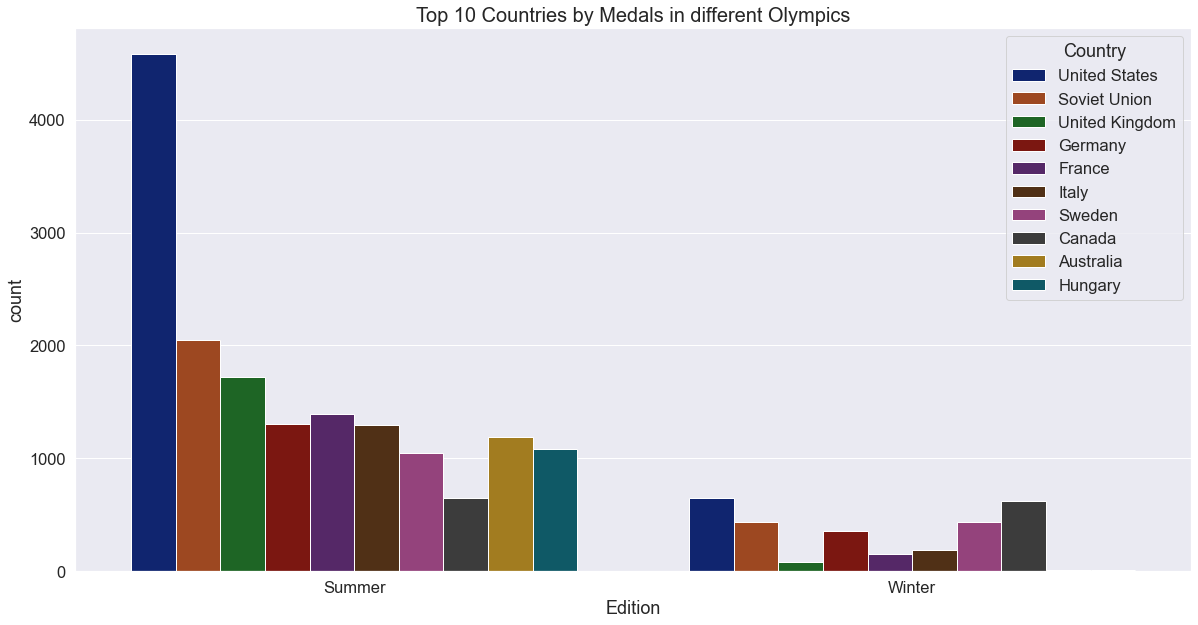 Top 10 Countries by Medals in different Olympics
Country
United States
Soviet Union
United Kingdom
Germany
France
Italy
Sweden
Canada
Australia
Hungary
count
4000
3000
2000
1000
0
Summer
Winter
Edition